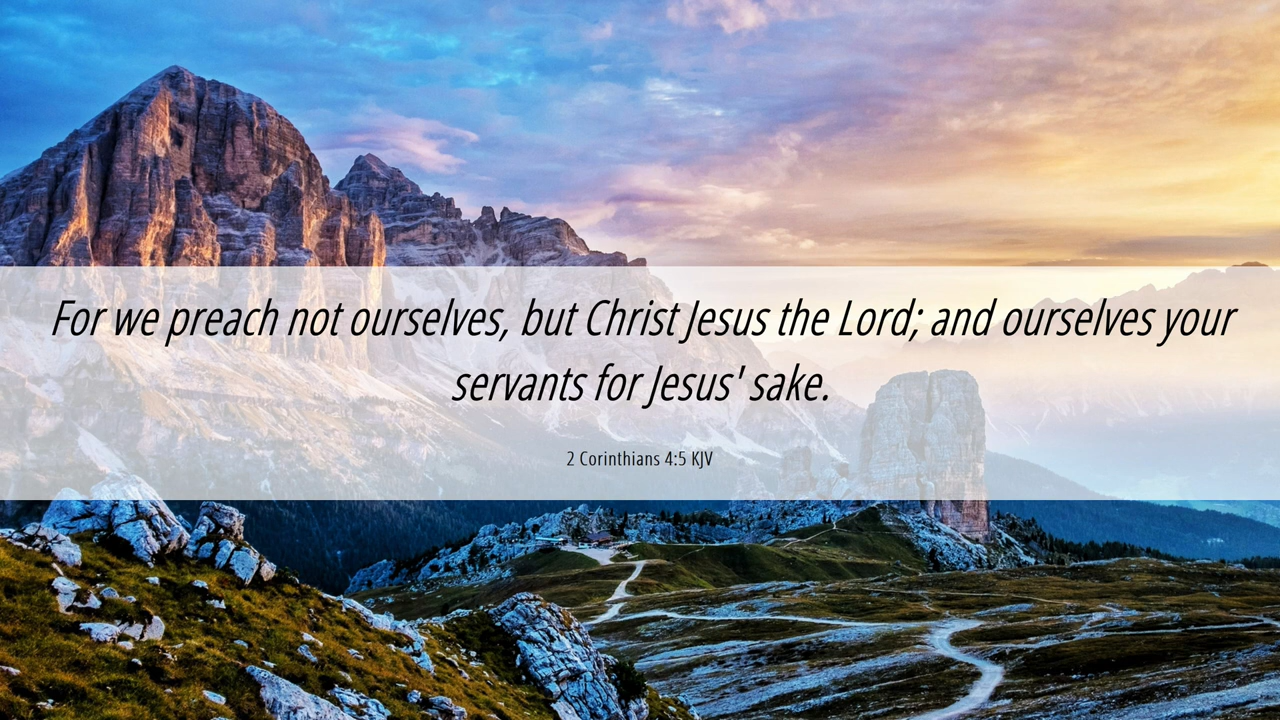 For we preach not ourselves, but Christ Jesus the Lord; and ourselves your
servants for Jesus' sake.
2 Corinthians 4:5 KJV